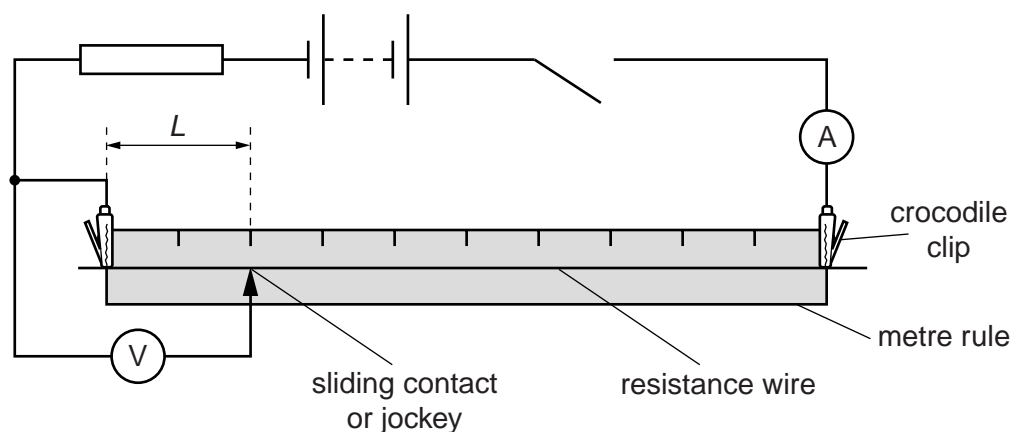 L
A
crocodile
clip
V
metre rule
sliding contact
or jockey
resistance wire